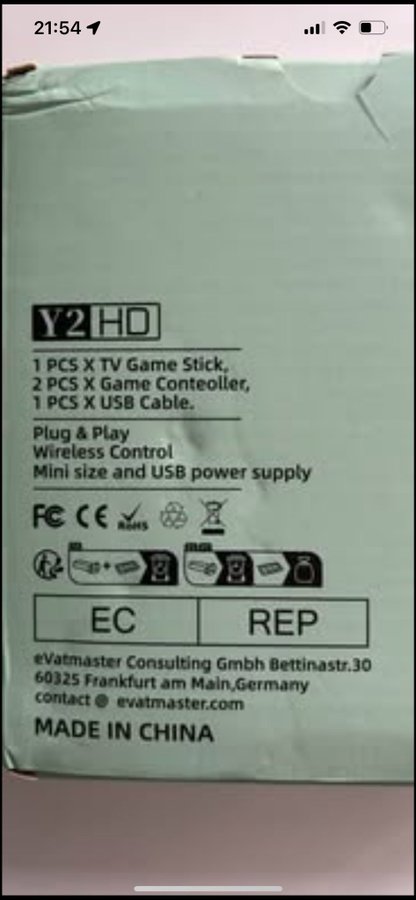 21:54
Y2 HD
1 PCS X TV Game Stick,
2 PCS X Game Conteoller,
1 PCS X USB Cable.
Plug & Play
Wireless Control
Mini size and USB power supply
FC CE RoHS
EC REP
eVatmaster Consulting Gmbh Bettinastr.30
60325 Frankfurt am Main,Germany
contact @ evatmaster.com
MADE IN CHINA